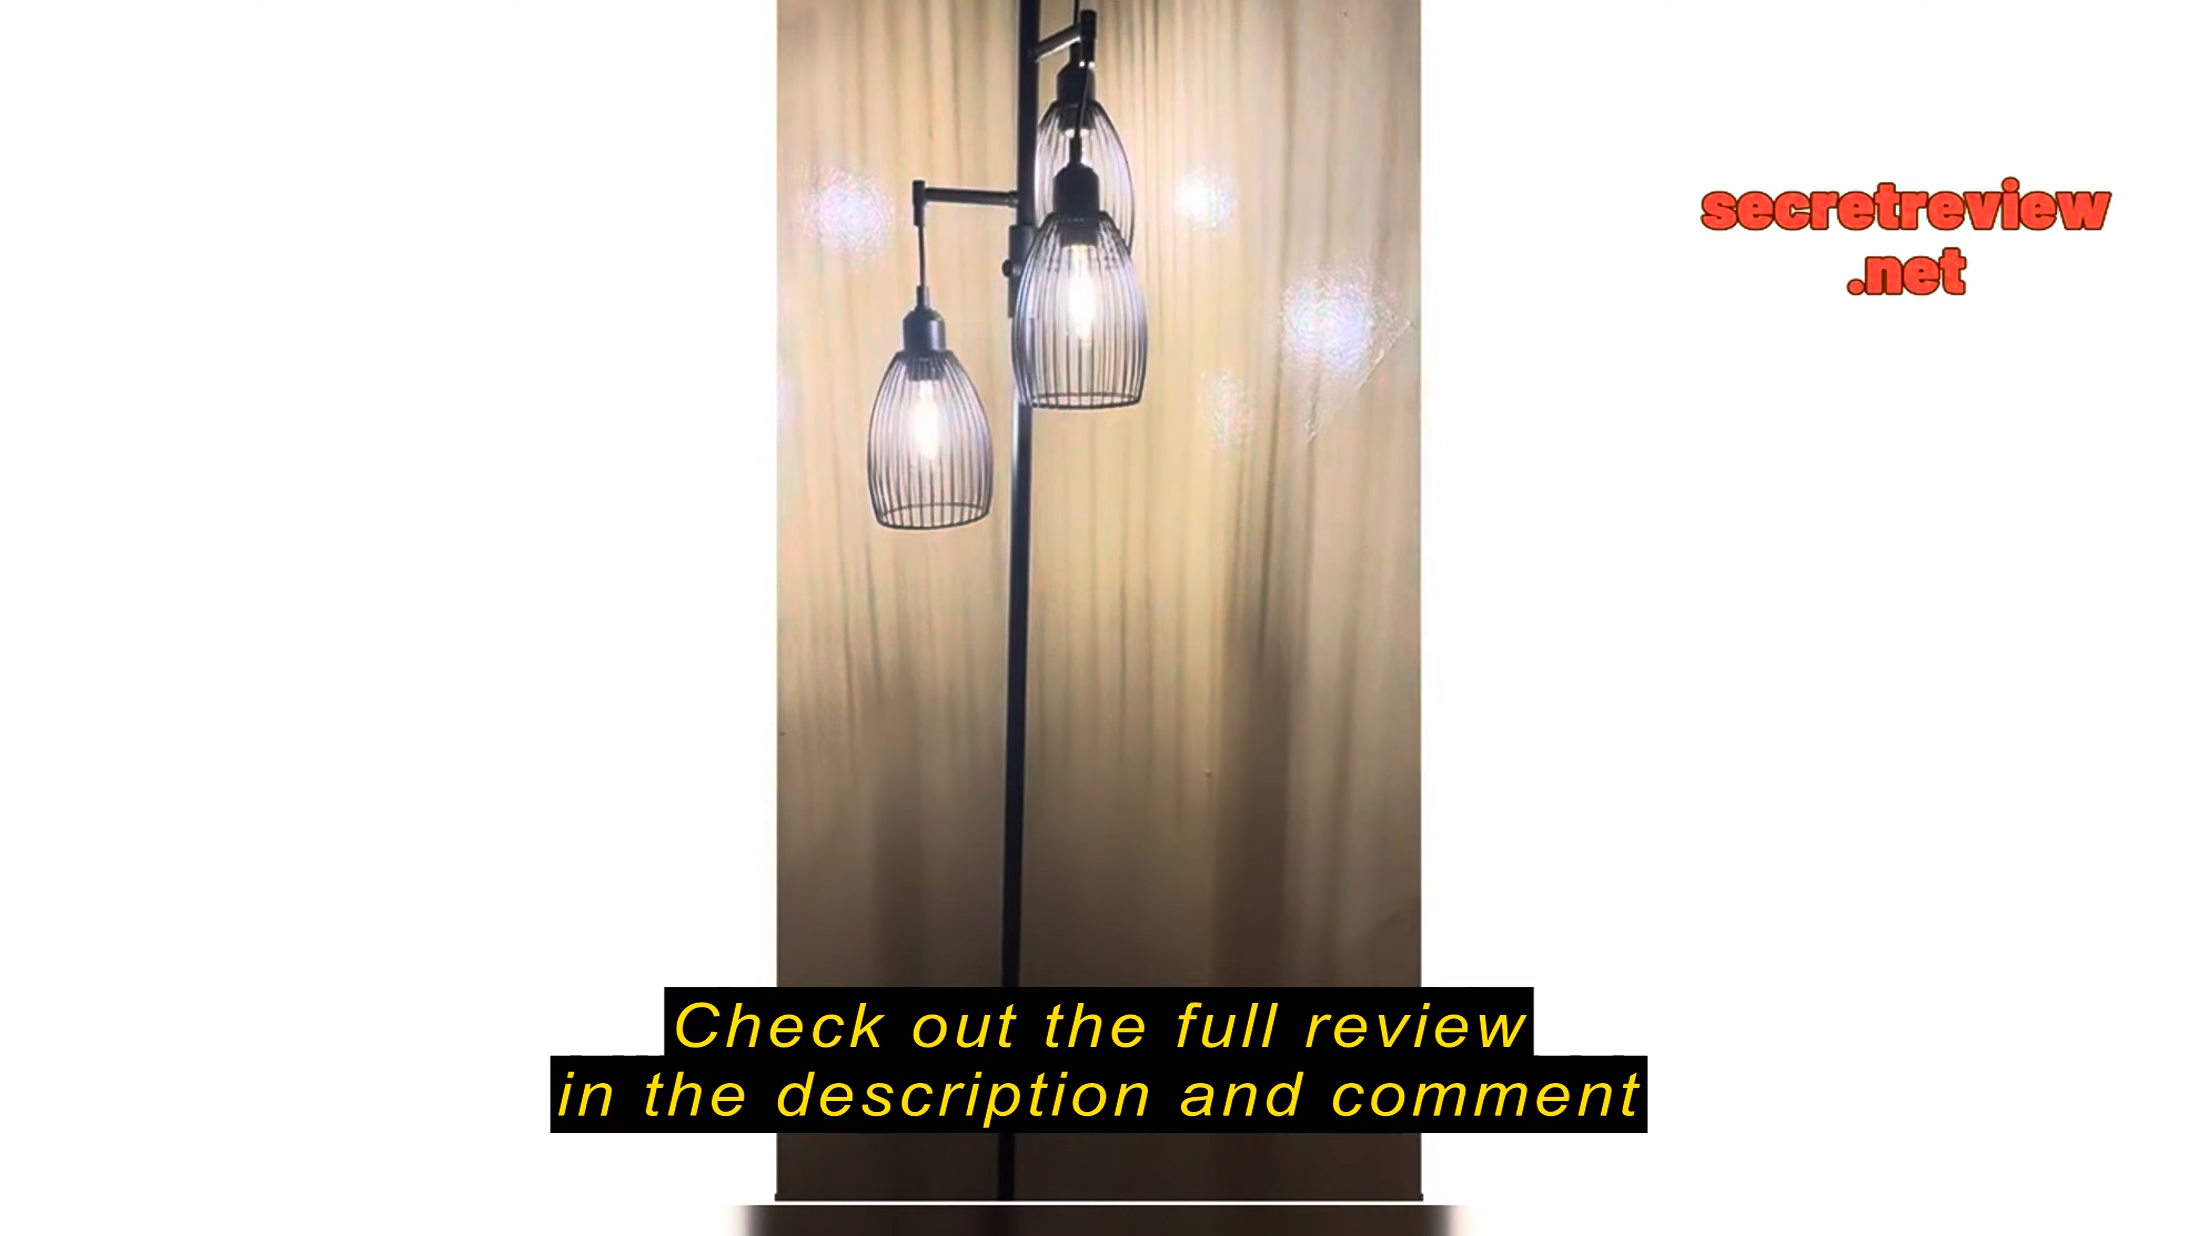 secretreview
.net
Check out the full review
in the description and comment